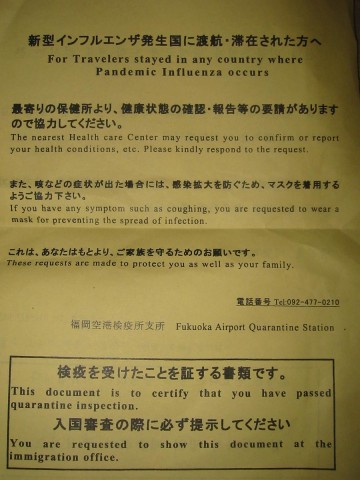 新型インフルエンザ発生国に渡航・滞在された方へ
For Travelers stayed in any country where
Pandemic Influenza occurs
最寄りの保健所より、健康状態の確認・報告等の要請があります
ので協力してください。
The nearest Health care Center may request you to confirm or report
your health conditions, etc. Please kindly respond to the request.
また、咳などの症状が出た場合には、感染拡大を防ぐため、マスクを着用する
ようご協力下さい。
If you have any symptom such as coughing, you are requested to wear a
mask for preventing the spread of infection.
これは、あなたはもとより、ご家族を守るためのお願いです。
These requests are made to protect you as well as your family.
電話番号 Tel:092-477-0210
福岡空港検疫所支所 Fukuoka Airport Quarantine Station
検疫を受けたことを証する書類です。
This document is to certify that you have passed
quarantine inspection.
入国審査の際に必ず提示してください
You are requested to show this document at the
immigration office.